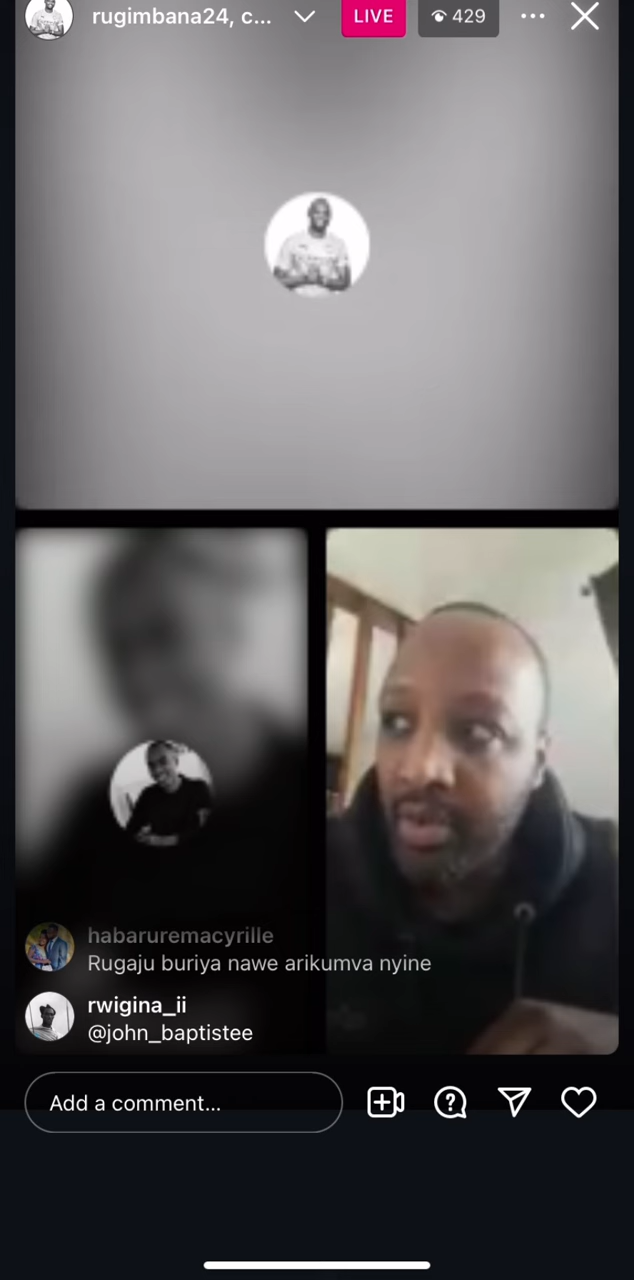 rugimbana24, c...
LIVE
429
habaruremacyrille
Rugaju buriya nawe arikumva nyine
rwigina_ii
@john_baptistee
Add a comment...